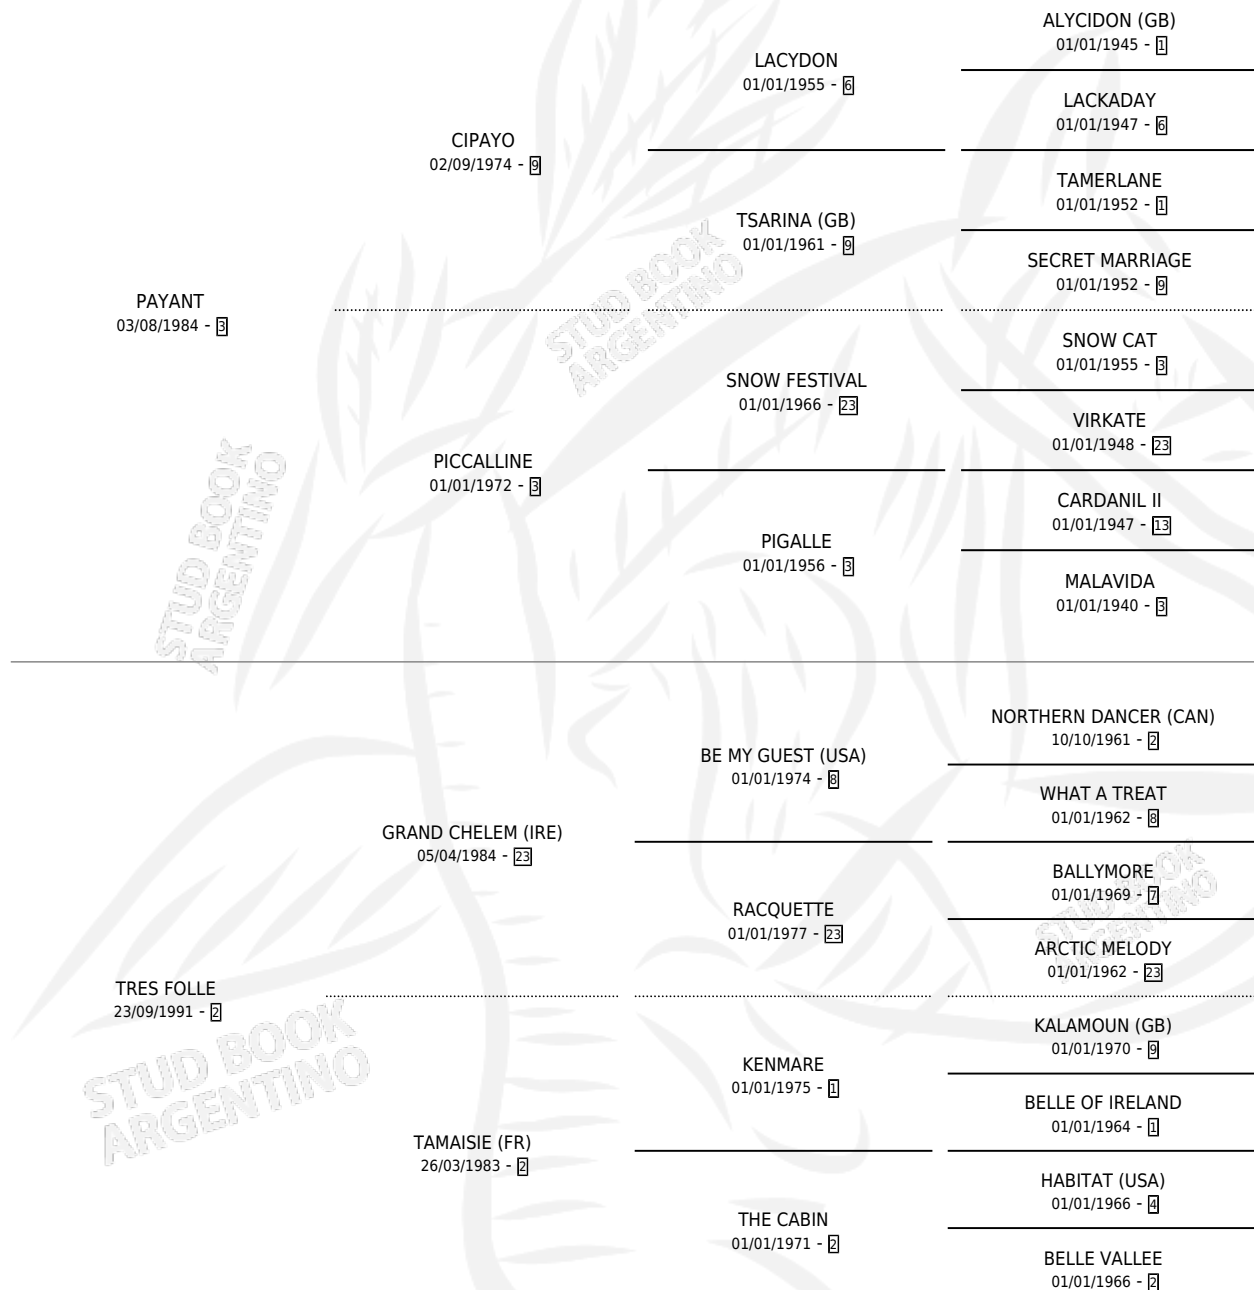 ALYCIDON (GB)
01/01/1945 - 1
LACYDON
01/01/1955 - 6
LACKADAY
01/01/1947 - 6
CIPAYO
02/09/1974 - 9
TAMERLANE
01/01/1952 - 1
TSARINA (GB)
01/01/1961 - 9
SECRET MARRIAGE
01/01/1952 - 9
PAYANT
03/08/1984 - 3
STUD BOOK
ARGENTINO
SNOW CAT
01/01/1955 - 3
SNOW FESTIVAL
01/01/1966 - 23
VIRKATE
01/01/1948 - 23
PICCALLINE
01/01/1972 - 3
CARDANIL II
01/01/1947 - 13
PIGALLE
01/01/1956 - 3
MALAVIDA
01/01/1940 - 3
STUD BOOK
ARGENTINO
NORTHERN DANCER (CAN)
10/10/1961 - 2
BE MY GUEST (USA)
01/01/1974 - 8
WHAT A TREAT
01/01/1962 - 8
GRAND CHELEM (IRE)
05/04/1984 - 23
BALLYMORE
01/01/1969 - 7
RACQUETTE
01/01/1977 - 23
STUD BOOK
ARGENTINO
ARCTIC MELODY
01/01/1962 - 23
TRES FOLLE
23/09/1991 - 2
STUD BOOK
ARGENTINO
KALAMOUN (GB)
01/01/1970 - 9
KENMARE
01/01/1975 - 1
BELLE OF IRELAND
01/01/1964 - 1
TAMAISIE (FR)
26/03/1983 - 2
HABITAT (USA)
01/01/1966 - 4
THE CABIN
01/01/1971 - 2
BELLE VALLEE
01/01/1966 - 2